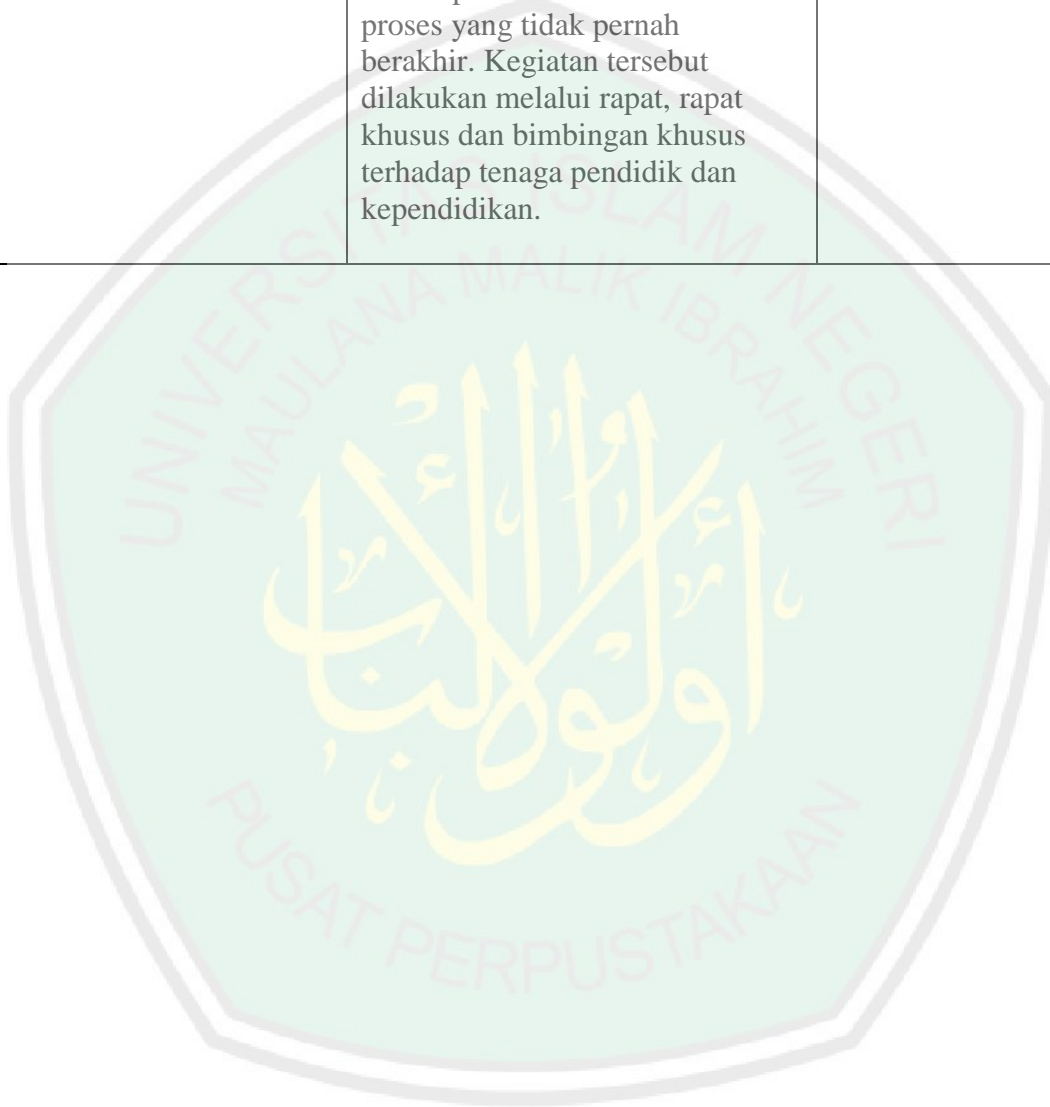 proses yang tidak pernah
berakhir. Kegiatan tersebut
dilakukan melalui rapat, rapat
khusus dan bimbingan khusus
terhadap tenaga pendidik dan
kependidikan.
UNIVERSITAS ISLAM NEGERI
MAULANA MALIK IBRAHIM
أولوا الألباب
PUSAT PERPUSTAKAAN